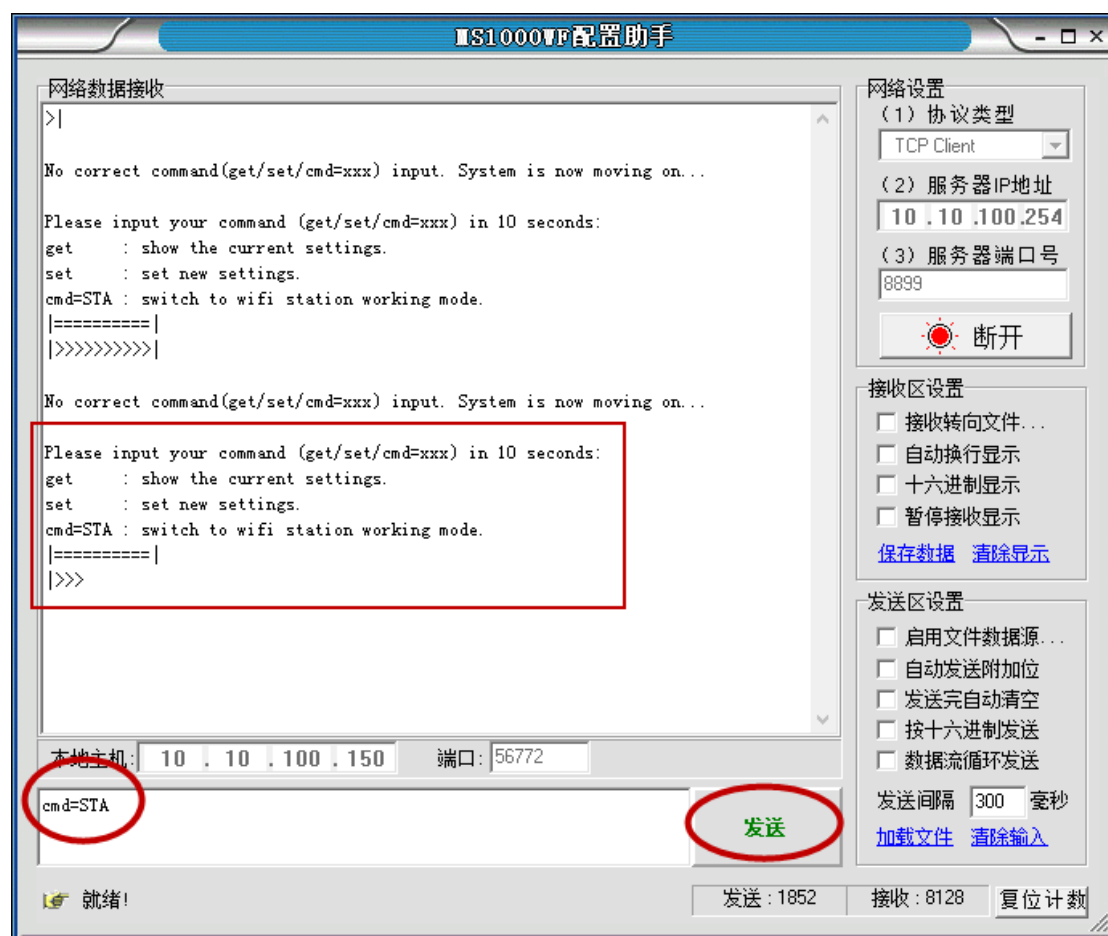 MS1000WF配置助手
网络数据接收
>|
No correct command(get/set/cmd=xxx) input. System is now moving on...
Please input your command (get/set/cmd=xxx) in 10 seconds:
get : show the current settings.
set : set new settings.
cmd=STA : switch to wifi station working mode.
|==========|
|>>>>>>>>>>|
No correct command(get/set/cmd=xxx) input. System is now moving on...
Please input your command (get/set/cmd=xxx) in 10 seconds:
get : show the current settings.
set : set new settings.
cmd=STA : switch to wifi station working mode.
|==========|
|>>>
本地主机: 10 . 10 . 100 . 150 端口: 56772
cmd=STA
发送
网络设置
(1) 协议类型
TCP Client
(2) 服务器IP地址
10 .10 .100.254
(3) 服务器端口号
8899
断开
接收区设置
接收转向文件...
自动换行显示
十六进制显示
暂停接收显示
保存数据 清除显示
发送区设置
启用文件数据源...
自动发送附加位
发送完自动清空
按十六进制发送
数据流循环发送
发送间隔 300 毫秒
加载文件 清除输入
就绪!
发送 : 1852 接收 : 8128 复位计数